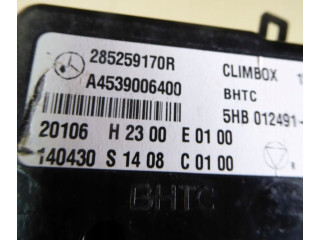 285259170R CLIMBOX
A4539006400 BHTC
5HB 012491-
20106 H 23 00 E 01 00
140430 S 14 08 C 01 00
BHTC